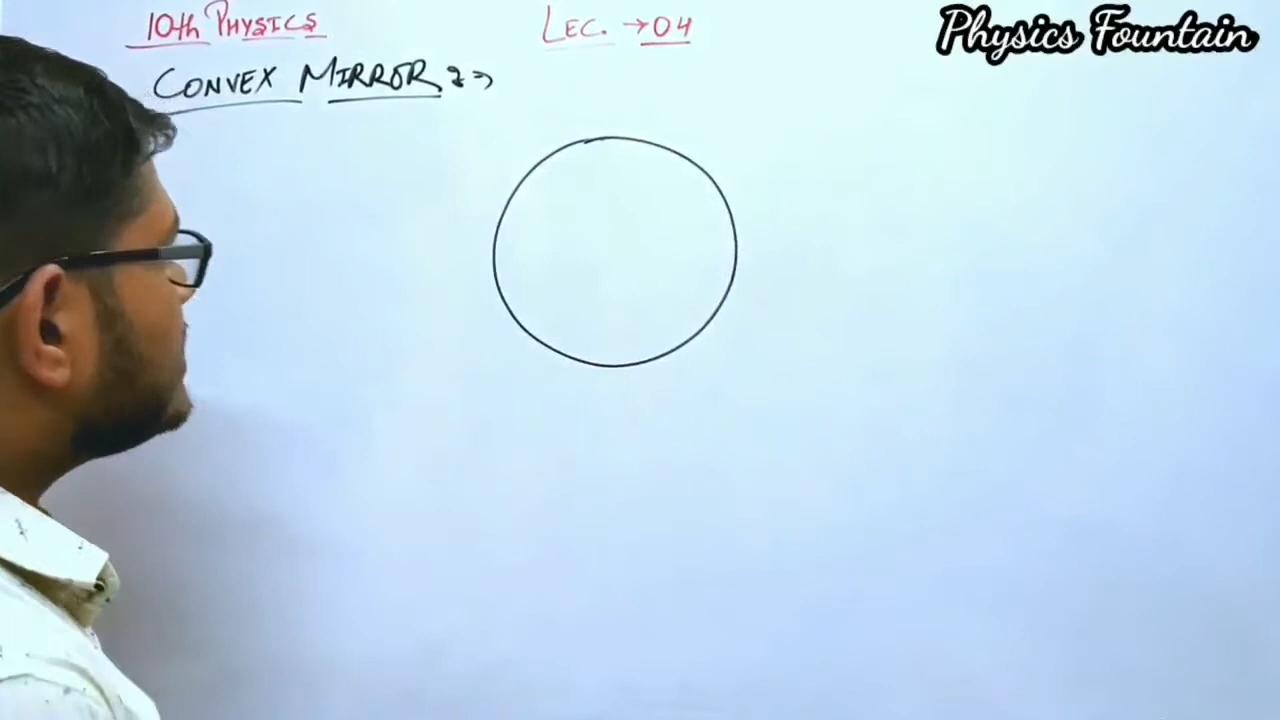 10th PHYSICS
LEC. → 04
Physics Fountain
CONVEX MIRROR :⇒